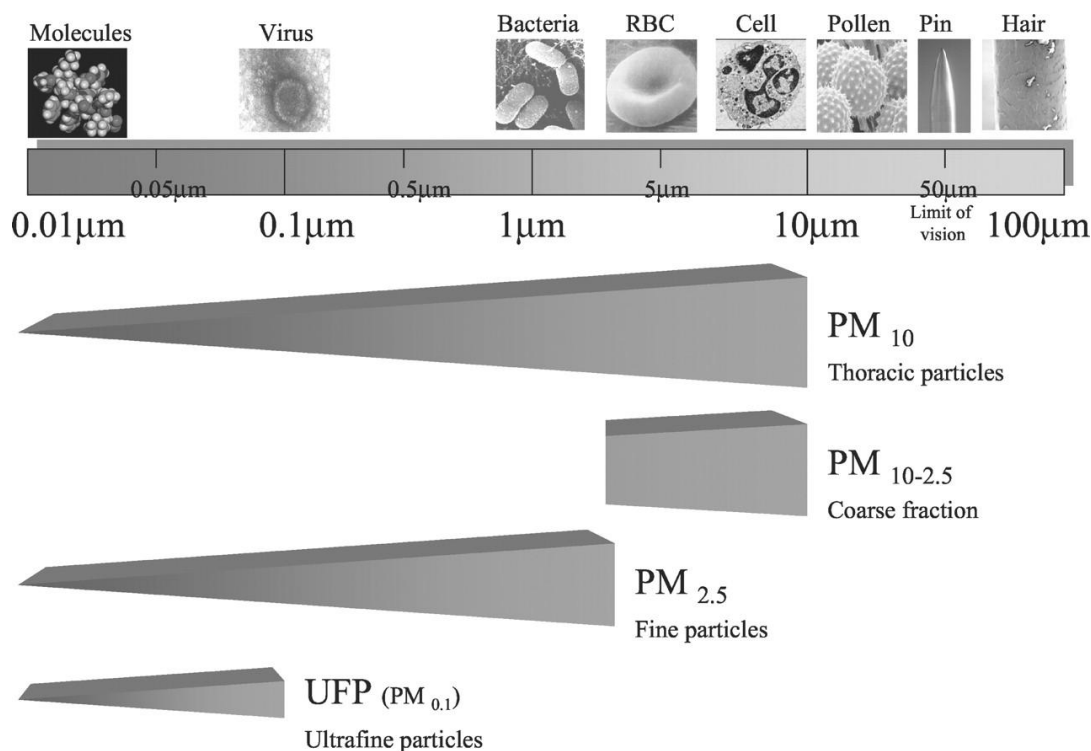 Molecules Virus Bacteria RBC Cell Pollen Pin Hair
0.05μm 0.5μm 5μm 50μm
0.01μm 0.1μm 1μm 10μm Limit of vision 100μm
PM 10
Thoracic particles
PM 10-2.5
Coarse fraction
PM 2.5
Fine particles
UFP (PM 0.1)
Ultrafine particles